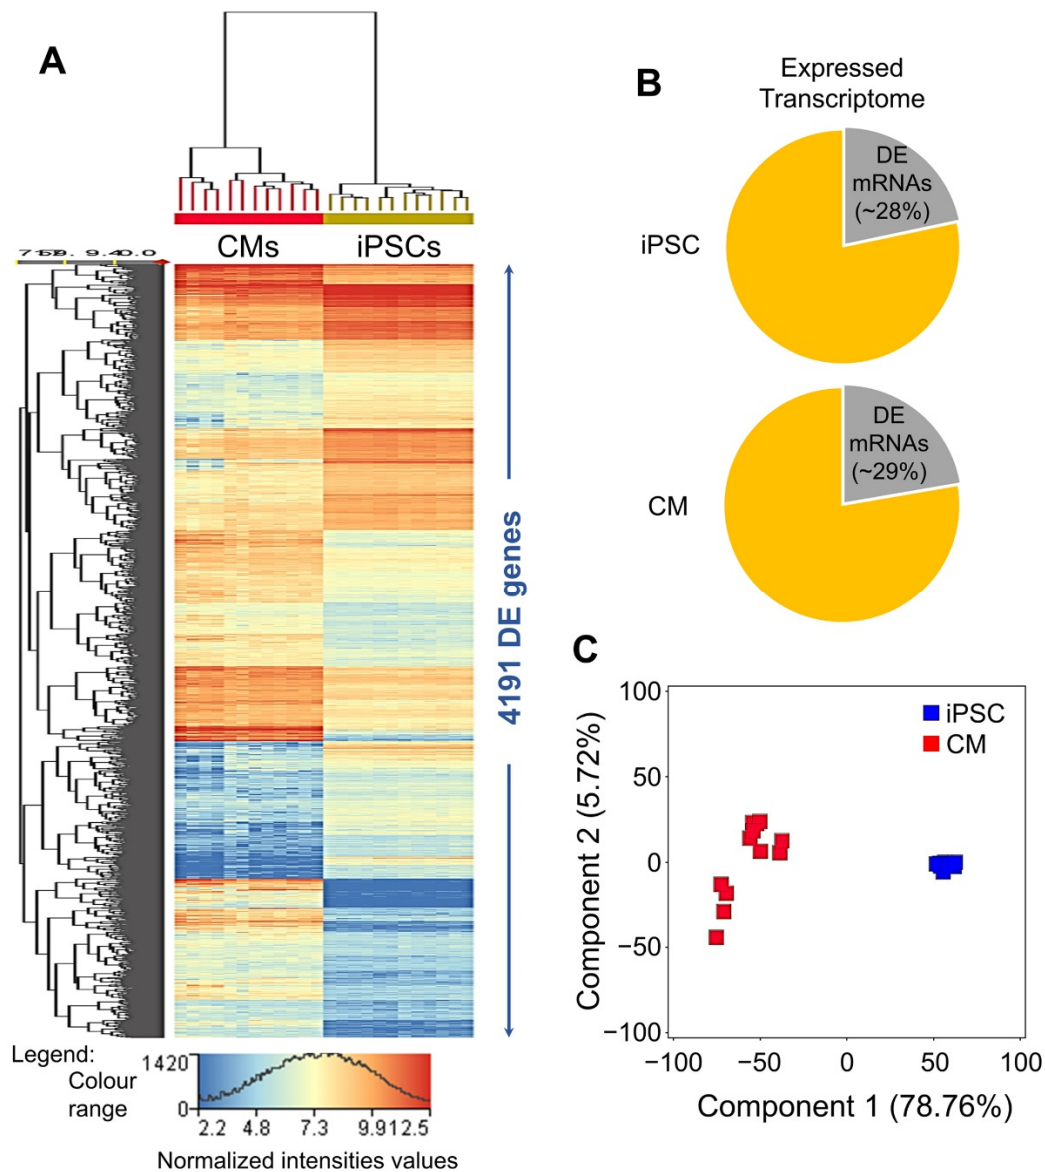 A
CMs
iPSCs
4191 DE genes
Legend:
Colour
range
1420
0
2.2 4.8 7.3 9.9 12.5
Normalized intensities values
B
Expressed
Transcriptome
iPSC
DE
mRNAs
(~28%)
CM
DE
mRNAs
(~29%)
C
iPSC
CM
Component 2 (5.72%)
100
50
0
−50
−100
−100 −50 0 50 100
Component 1 (78.76%)